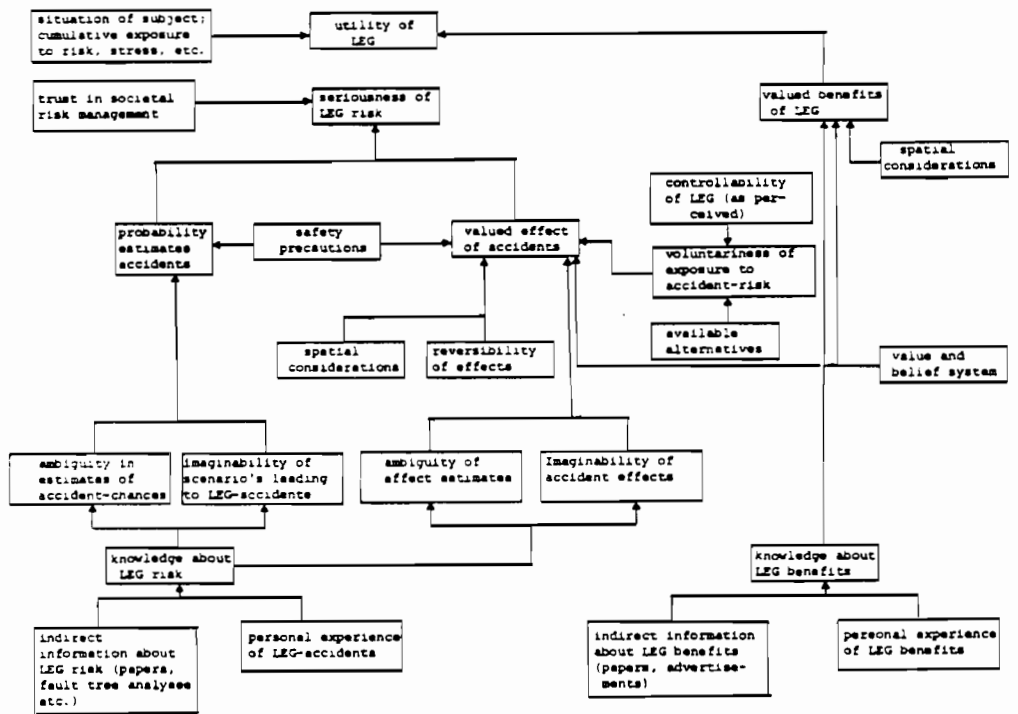 situation of subject;
cumulative exposure
to risk, stress, etc.
utility of
LEG
trust in societal
risk management
seriousness of
LEG risk
valued benefits
of LEG
spatial
considerations
controllability
of LEG (as per-
ceived)
probability
estimates
accidents
safety
precautions
valued effect
of accidents
voluntariness of
exposure to
accident-risk
available
alternatives
spatial
considerations
reversibility
of effects
value and
belief system
ambiguity in
estimates of
accident-chances
imaginability of
scenario's leading
to LEG-accidente
ambiguity of
affect estimates
Imaginability of
accident effects
knowledge about
LEG risk
knowledge about
LEG benefits
indirect
information about
LEG risk (papers,
fault tree analysee
etc.)
personal experience
of LEG-accidenta
indirect information
about LEG benefits
(papers, advertise-
ments)
personal experience
of LEG benefits